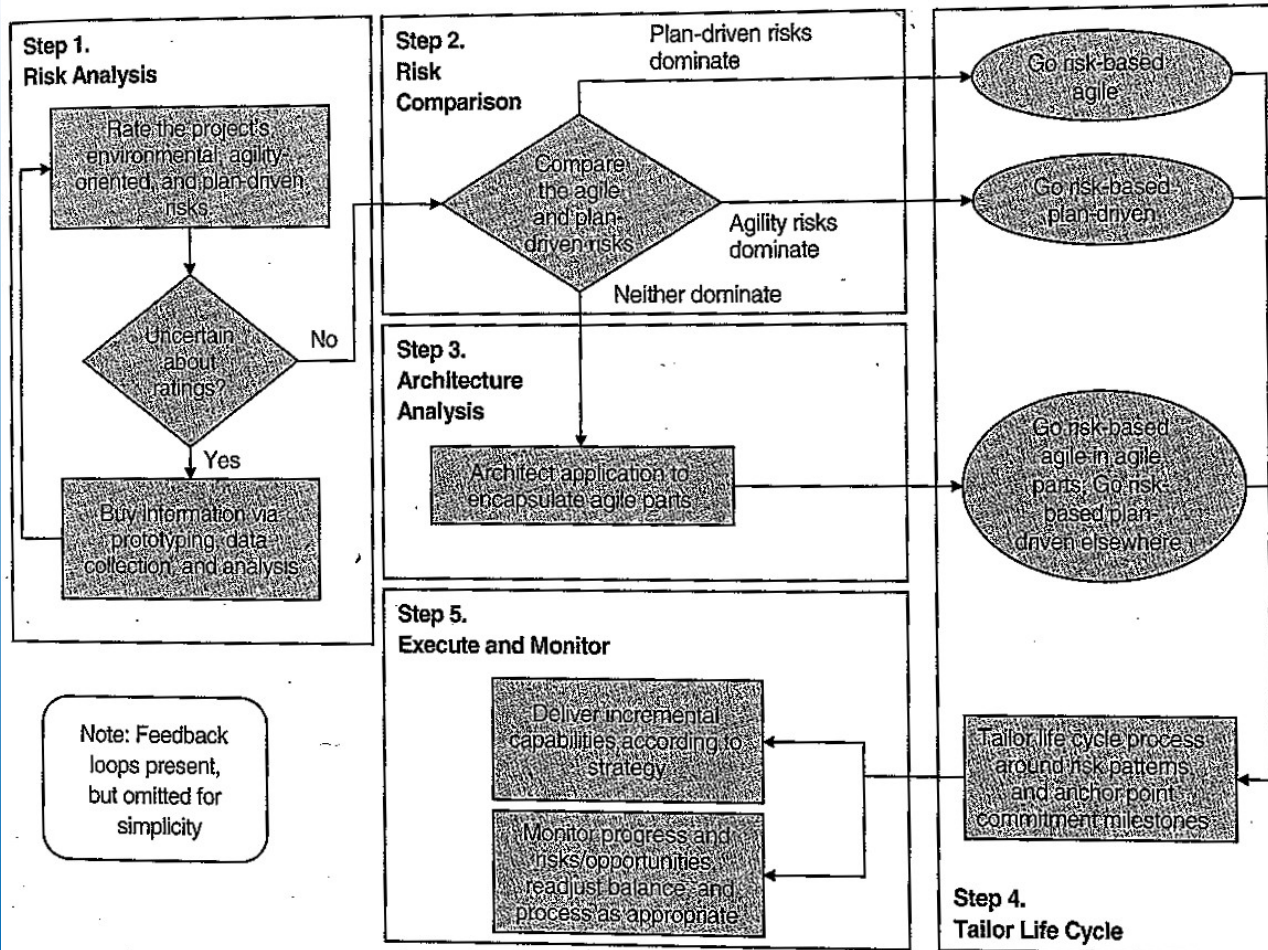 Step 1.
Risk Analysis
Rate the project's
environmental, agility-
oriented, and plan-driven
risks
Uncertain
about
ratings?
No
Yes
Buy information via
prototyping, data
collection, and analysis
Note: Feedback
loops present,
but omitted for
simplicity
Step 2.
Risk
Comparison
Plan-driven risks
dominate
Compare
the agile
and plan-
driven risks
Agility risks
dominate
Neither dominate
Step 3.
Architecture
Analysis
Architect application to
encapsulate agile parts
Go risk-based
agile
Go risk-based
plan-driven
Go risk-based
agile in agile
parts; Go risk-
based plan-
driven elsewhere
Tailor life cycle process
around risk patterns
and anchor point
commitment milestones
Step 4.
Tailor Life Cycle
Step 5.
Execute and Monitor
Deliver incremental
capabilities according to
strategy
Monitor progress and
risks/opportunities,
readjust balance, and
process as appropriate